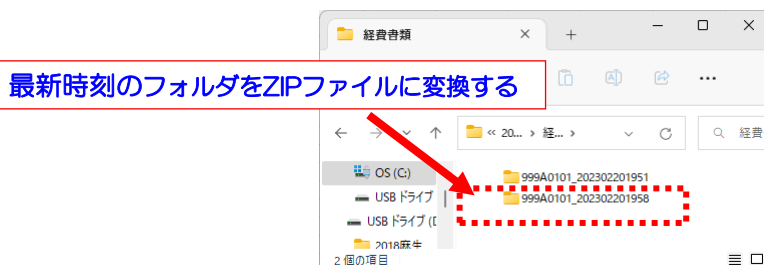 経費書類
最新時刻のフォルダをZIPファイルに変換する
« 20... › 経... ›
経費
OS (C:)
999A0101_202302201951
USB ドライブ
999A0101_202302201958
USB ドライブ (D
2018麻生
2 個の項目